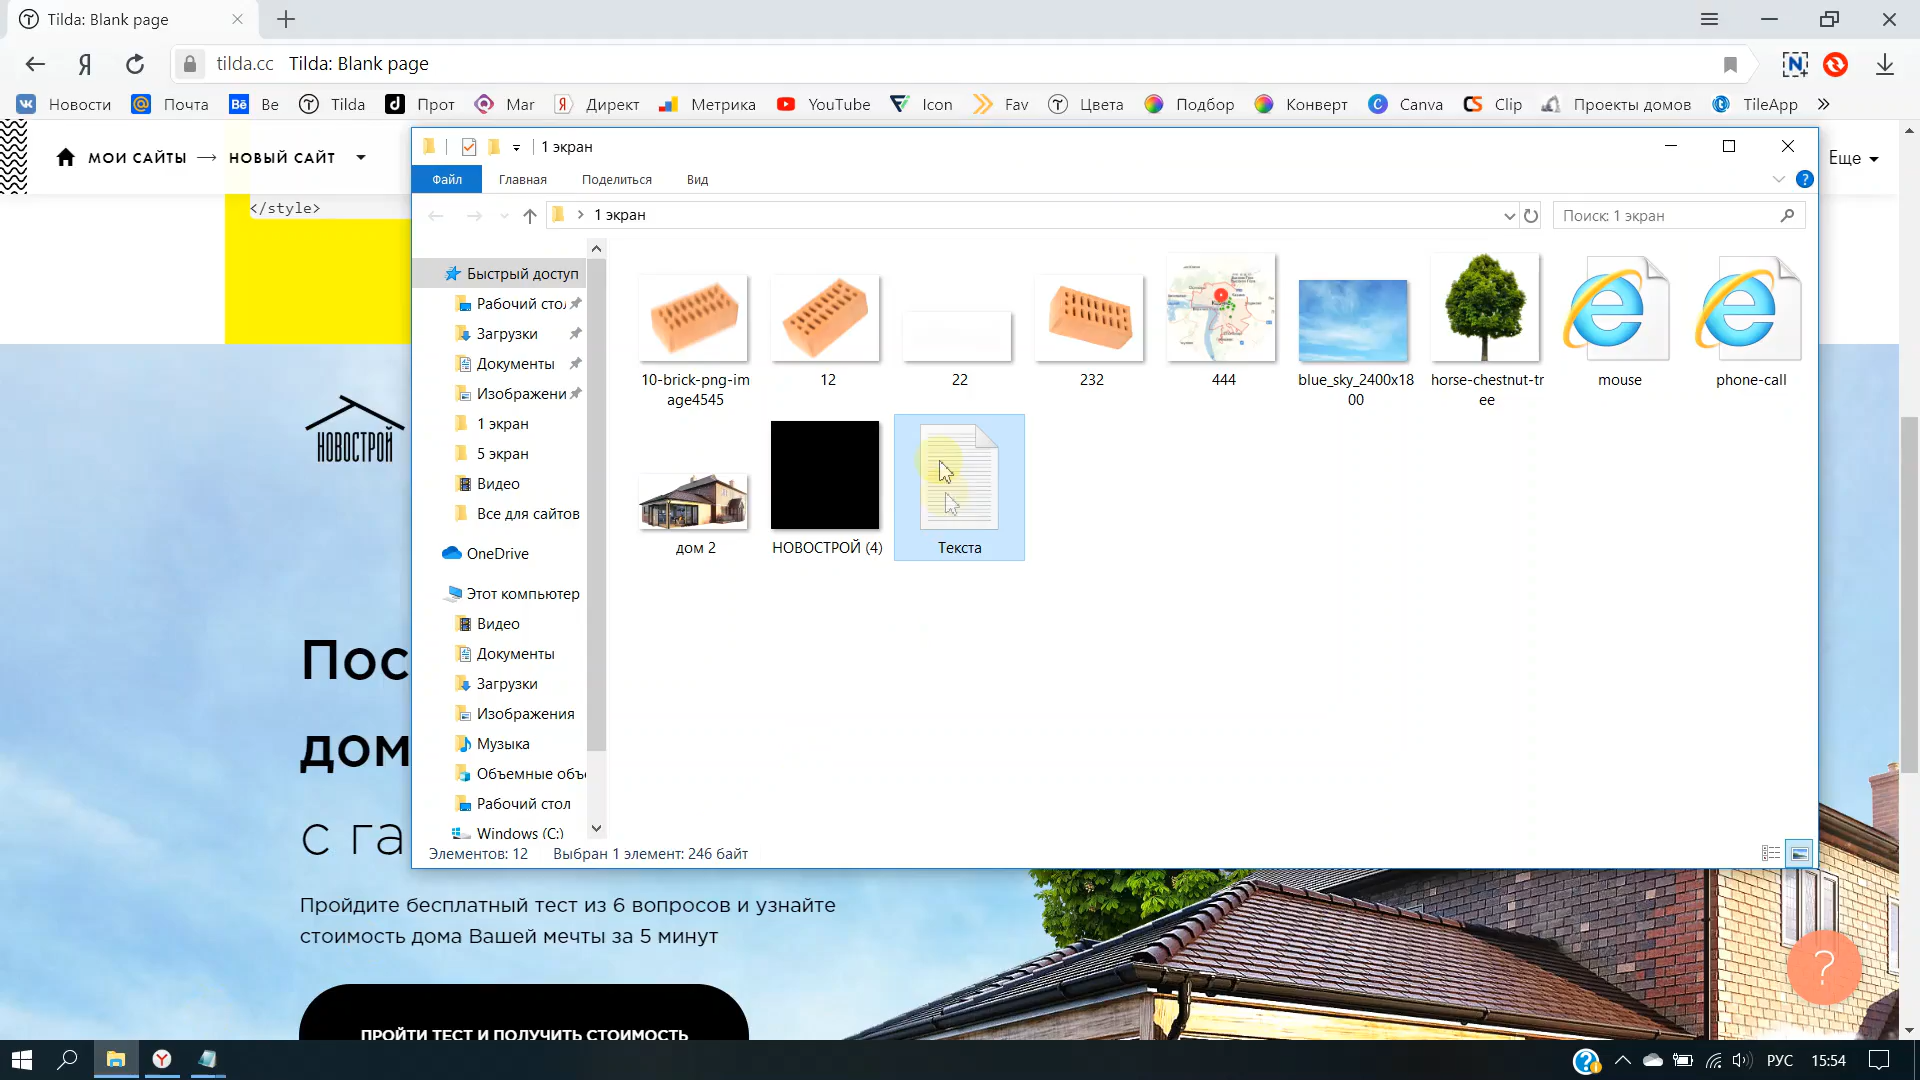 Tilda: Blank page
tilda.cc Tilda: Blank page
Новости Почта Be Tilda Прот Mar Директ Метрика YouTube Icon Fav Цвета Подбор Конверт Canva Clip Проекты домов TileApp
МОИ САЙТЫ → НОВЫЙ САЙТ
Еще
</style>
1 экран
Файл Главная Поделиться Вид
1 экран
Поиск: 1 экран
Быстрый доступ
Рабочий стол
Загрузки
Документы
Изображени
1 экран
5 экран
Видео
Все для сайтов
OneDrive
Этот компьютер
Видео
Документы
Загрузки
Изображения
Музыка
Объемные объ
Рабочий стол
Windows (C:)
10-brick-png-im
age4545
12
22
232
444
blue_sky_2400x18
00
horse-chestnut-tr
ee
mouse
phone-call
дом 2
НОВОСТРОЙ (4)
Текста
Элементов: 12 Выбран 1 элемент: 246 байт
НОВОСТРОЙ
Пос
дом
с га
Пройдите бесплатный тест из 6 вопросов и узнайте
стоимость дома Вашей мечты за 5 минут
ПРОЙТИ ТЕСТ И ПОЛУЧИТЬ СТОИМОСТЬ
?
РУС 15:54